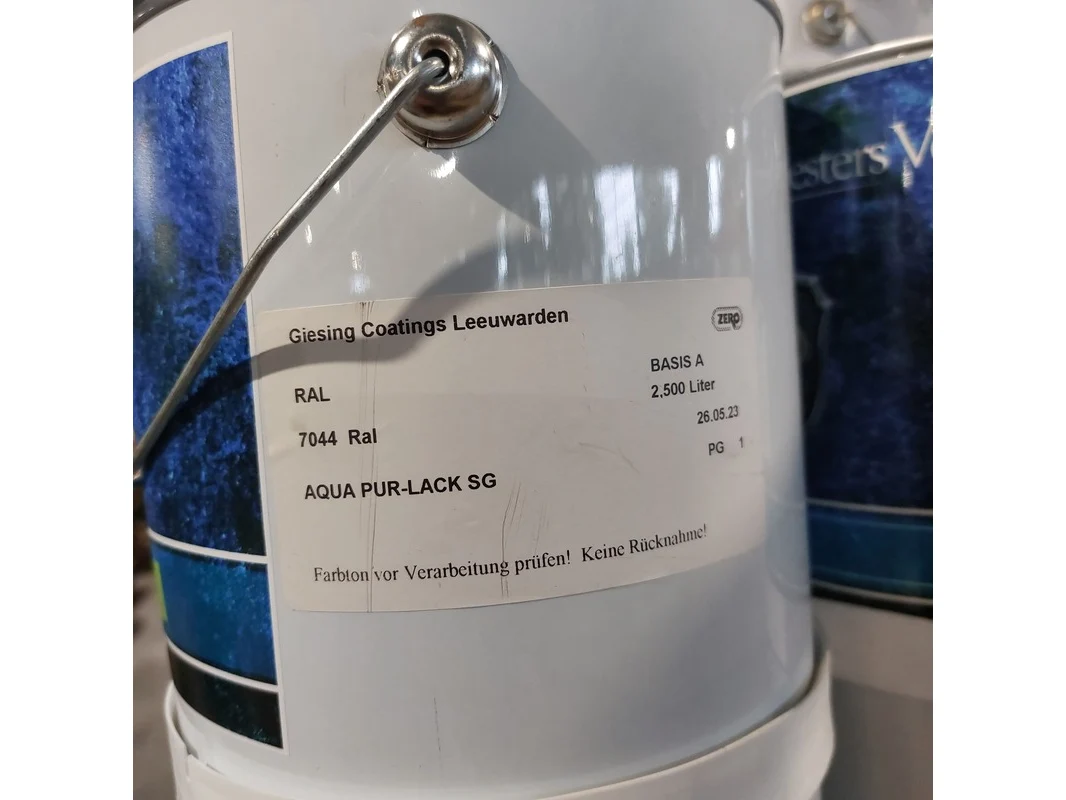 Giesing Coatings Leeuwarden
ZERO
BASIS A
RAL
2,500 Liter
26.05.23
7044 Ral
PG 1
AQUA PUR-LACK SG
Farbton vor Verarbeitung prüfen! Keine Rücknahme!